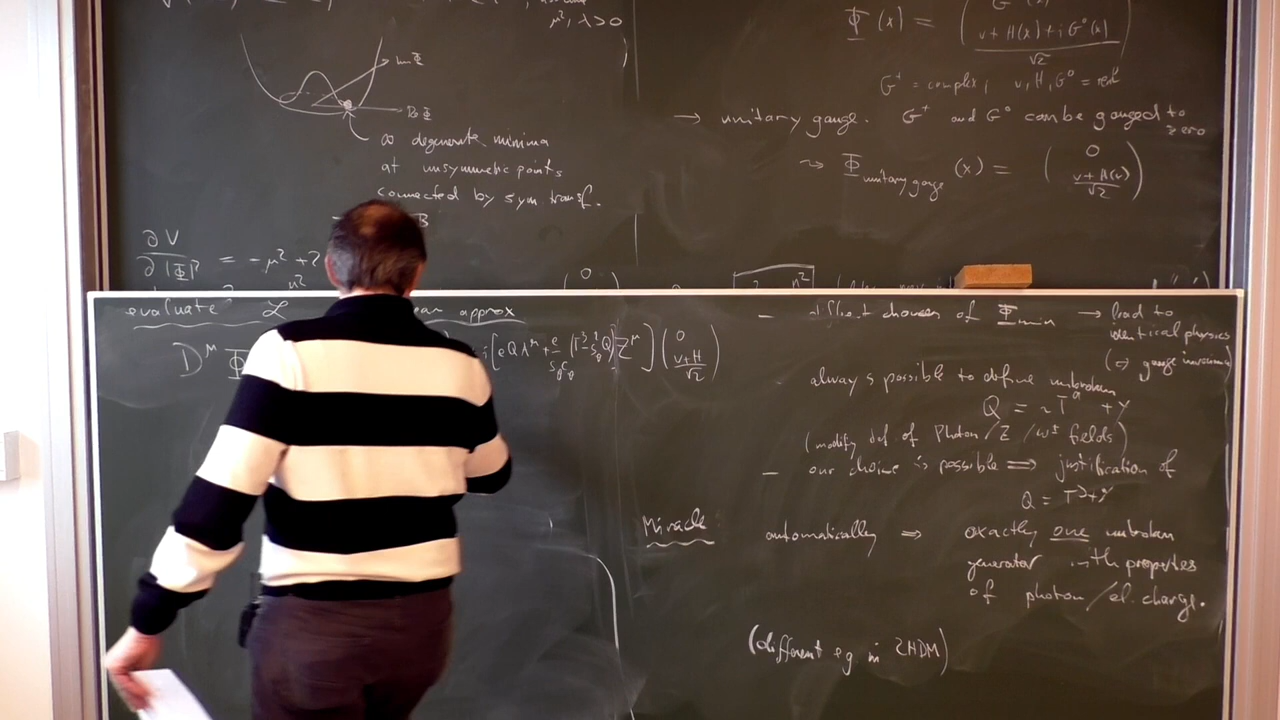 μ², λ>0
Im Φ
Re Φ
∞ degenerate minima
at unsymmetric points
connected by sym transf.
∂V
∂|Φ|²
= -μ² + 2
Φ(x) = ( G⁺(x)
v + H(x) + i G⁰(x)
√2 )
G⁺ = complex, v, H, G⁰ = real
→ unitary gauge. G⁺ and G⁰ can be gauged to
zero
⤳ Φ unitary gauge (x) = ( 0
v + H(x)
√2 )
evaluate ℒ
approx
D^μ Φ
[eQA^μ + e
s_θ c_θ (T³ - s_θ² Q) Z^μ] ( 0
v+H
√2 )
- different choices of Φmin → lead to
identical physics
(⇒ gauge invariance)
always possible to define unbroken
Q = T^a + Y
(modify def of Photon/Z/W± fields)
- our choice is possible ⟹ justification of
Q = T³+Y
Miracle: automatically ⇒ exactly one unbroken
generator with properties
of photon/el. charge.
(different eg. in 2HDM)